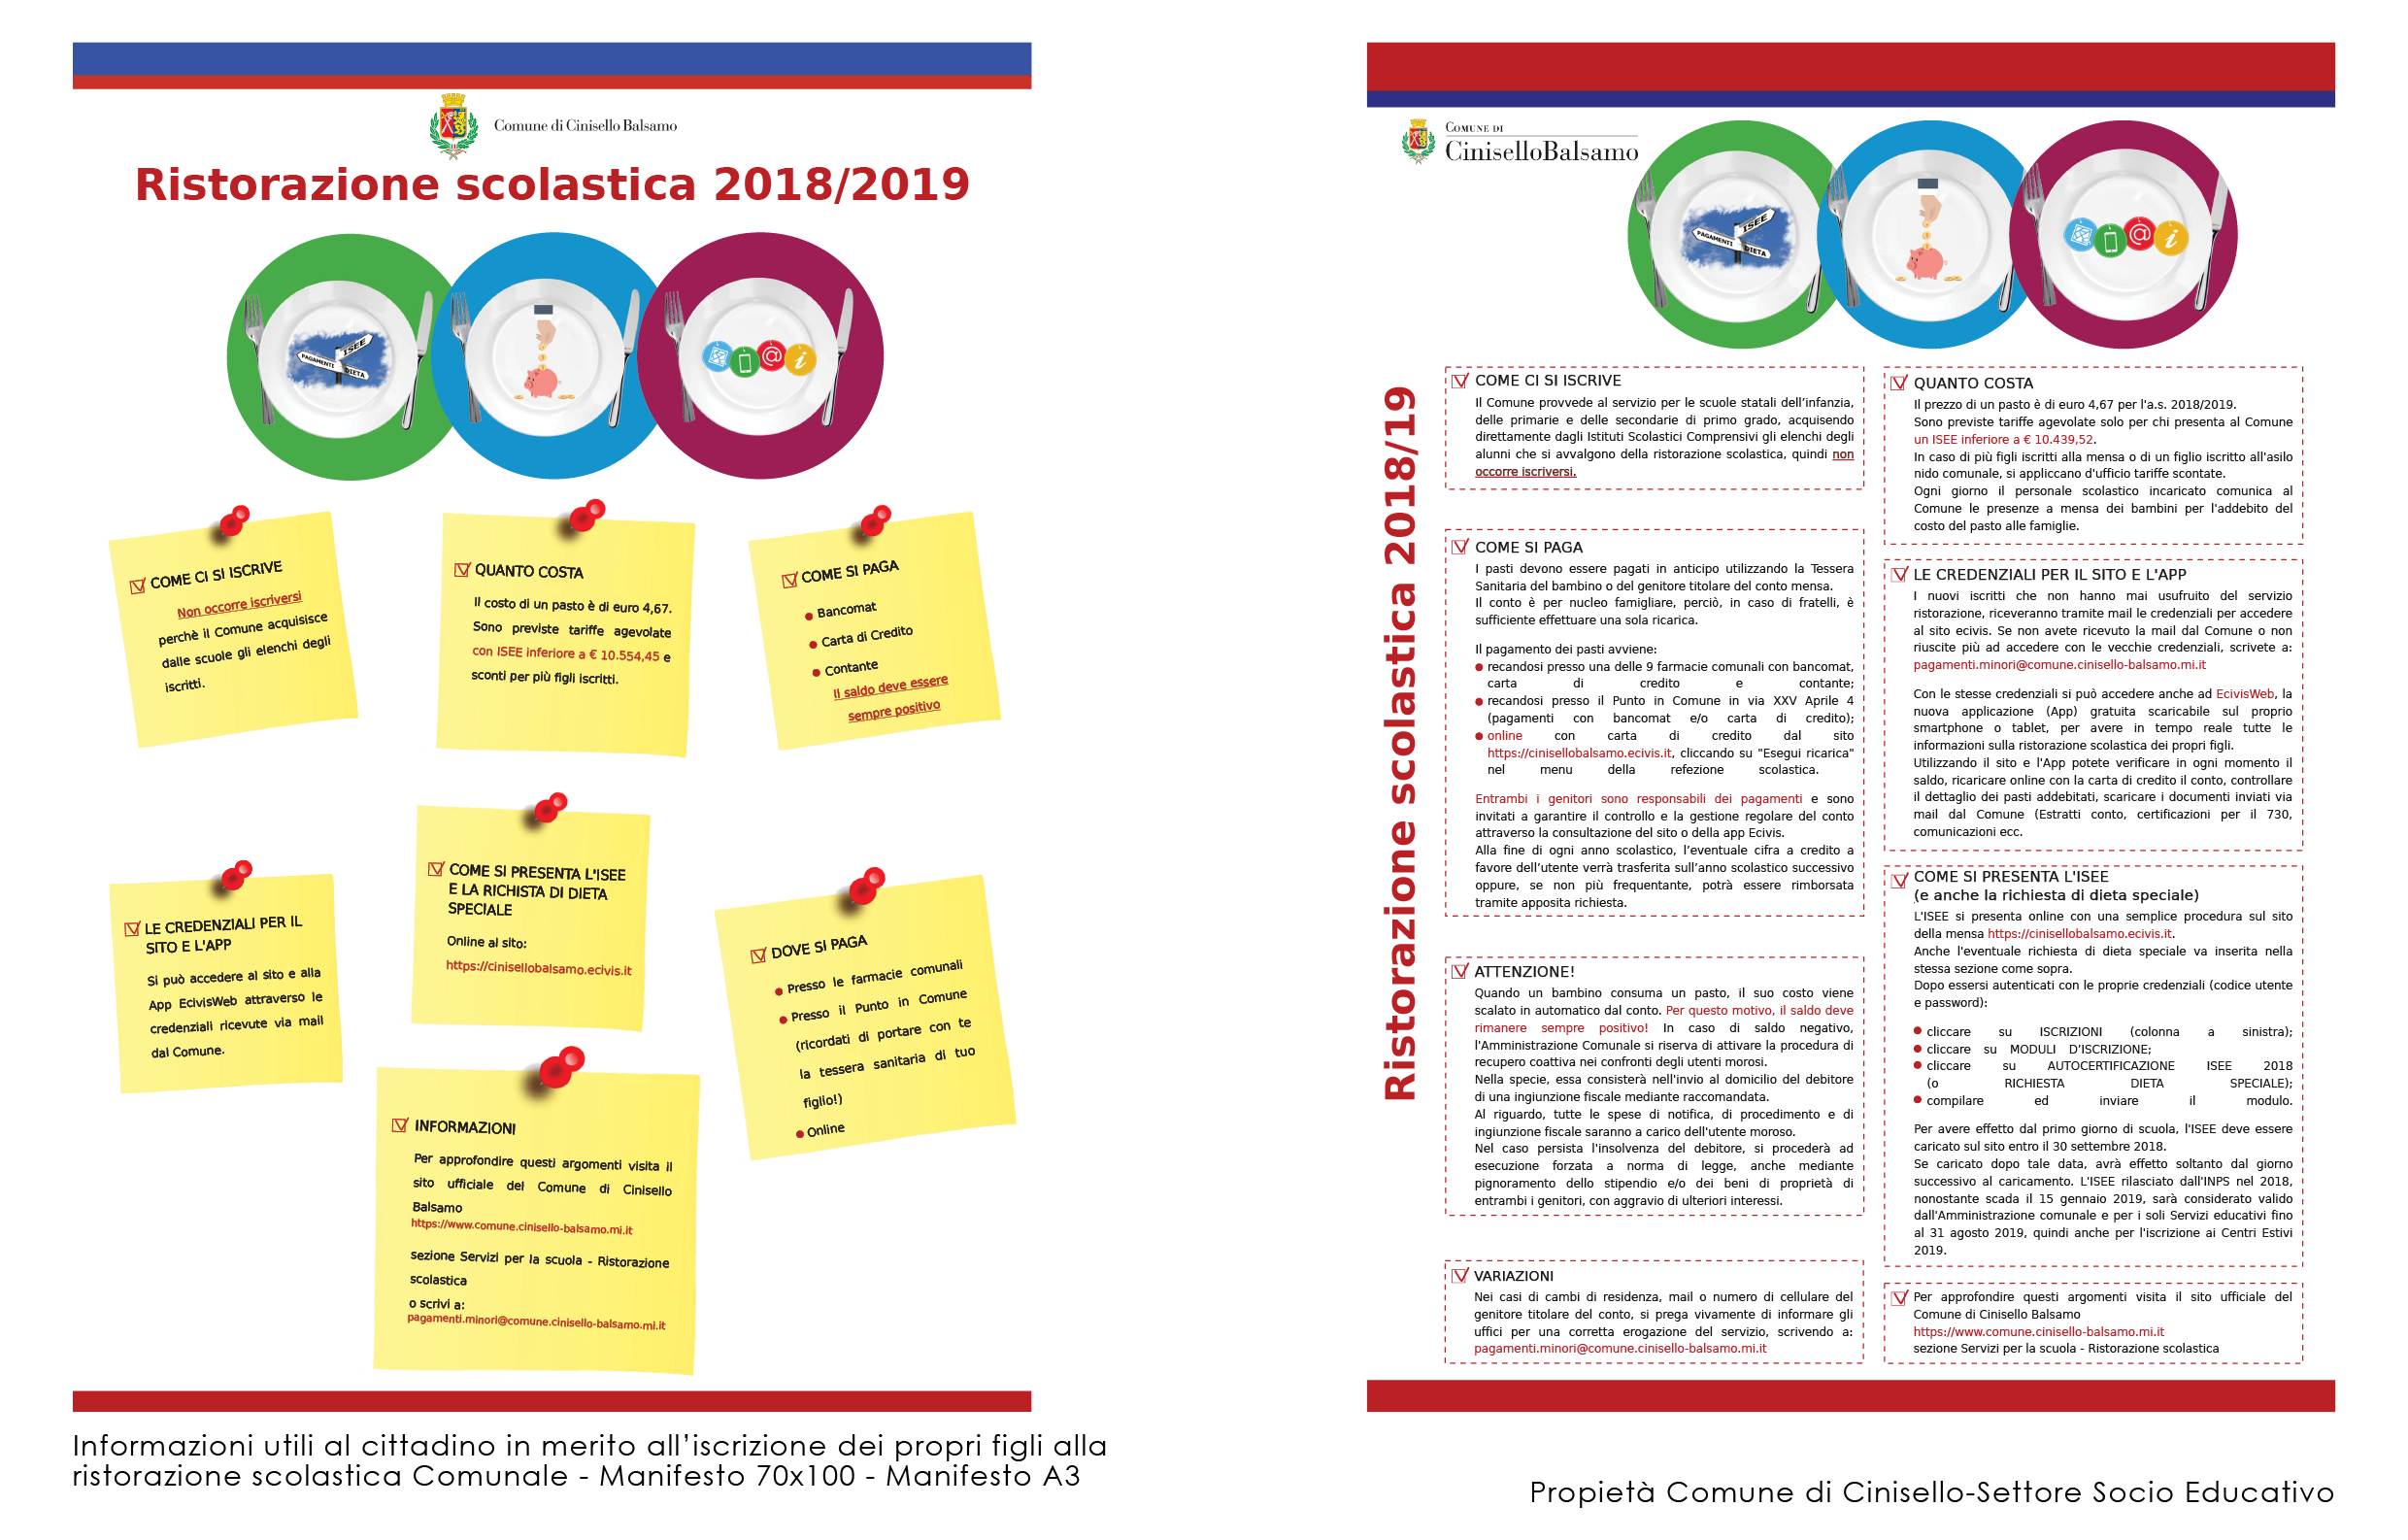 Comune di Cinisello Balsamo
Ristorazione scolastica 2018/2019
PAGAMENTI
ISEE
DIETA
@
i
COME CI SI ISCRIVE
Non occorre iscriversi
perchè il Comune acquisisce
dalle scuole gli elenchi degli
iscritti.
QUANTO COSTA
Il costo di un pasto è di euro 4,67.
Sono previste tariffe agevolate
con ISEE inferiore a € 10.554,45 e
sconti per più figli iscritti.
COME SI PAGA
Bancomat
Carta di Credito
Contante
Il saldo deve essere
sempre positivo
LE CREDENZIALI PER IL
SITO E L'APP
Si può accedere al sito e alla
App EcivisWeb attraverso le
credenziali ricevute via mail
dal Comune.
COME SI PRESENTA L'ISEE
E LA RICHISTA DI DIETA
SPECIALE
Online al sito:
https://cinisellobalsamo.ecivis.it
DOVE SI PAGA
Presso le farmacie comunali
Presso il Punto in Comune
(ricordati di portare con te
la tessera sanitaria di tuo
figlio!)
Online
INFORMAZIONI
Per approfondire questi argomenti visita il
sito ufficiale del Comune di Cinisello
Balsamo
https://www.comune.cinisello-balsamo.mi.it
sezione Servizi per la scuola - Ristorazione
scolastica
o scrivi a:
pagamenti.minori@comune.cinisello-balsamo.mi.it
Informazioni utili al cittadino in merito all’iscrizione dei propri figli alla
ristorazione scolastica Comunale - Manifesto 70x100 - Manifesto A3
COMUNE DI
CiniselloBalsamo
PAGAMENTI
ISEE
DIETA
@
i
Ristorazione scolastica 2018/19
COME CI SI ISCRIVE
Il Comune provvede al servizio per le scuole statali dell’infanzia,
delle primarie e delle secondarie di primo grado, acquisendo
direttamente dagli Istituti Scolastici Comprensivi gli elenchi degli
alunni che si avvalgono della ristorazione scolastica, quindi non
occorre iscriversi.
COME SI PAGA
I pasti devono essere pagati in anticipo utilizzando la Tessera
Sanitaria del bambino o del genitore titolare del conto mensa.
Il conto è per nucleo famigliare, perciò, in caso di fratelli, è
sufficiente effettuare una sola ricarica.
Il pagamento dei pasti avviene:
recandosi presso una delle 9 farmacie comunali con bancomat,
carta di credito e contante;
recandosi presso il Punto in Comune in via XXV Aprile 4
(pagamenti con bancomat e/o carta di credito);
online con carta di credito dal sito
https://cinisellobalsamo.ecivis.it, cliccando su "Esegui ricarica"
nel menu della refezione scolastica.
Entrambi i genitori sono responsabili dei pagamenti e sono
invitati a garantire il controllo e la gestione regolare del conto
attraverso la consultazione del sito o della app Ecivis.
Alla fine di ogni anno scolastico, l’eventuale cifra a credito a
favore dell’utente verrà trasferita sull’anno scolastico successivo
oppure, se non più frequentante, potrà essere rimborsata
tramite apposita richiesta.
ATTENZIONE!
Quando un bambino consuma un pasto, il suo costo viene
scalato in automatico dal conto. Per questo motivo, il saldo deve
rimanere sempre positivo! In caso di saldo negativo,
l'Amministrazione Comunale si riserva di attivare la procedura di
recupero coattiva nei confronti degli utenti morosi.
Nella specie, essa consisterà nell'invio al domicilio del debitore
di una ingiunzione fiscale mediante raccomandata.
Al riguardo, tutte le spese di notifica, di procedimento e di
ingiunzione fiscale saranno a carico dell'utente moroso.
Nel caso persista l'insolvenza del debitore, si procederà ad
esecuzione forzata a norma di legge, anche mediante
pignoramento dello stipendio e/o dei beni di proprietà di
entrambi i genitori, con aggravio di ulteriori interessi.
VARIAZIONI
Nei casi di cambi di residenza, mail o numero di cellulare del
genitore titolare del conto, si prega vivamente di informare gli
uffici per una corretta erogazione del servizio, scrivendo a:
pagamenti.minori@comune.cinisello-balsamo.mi.it
QUANTO COSTA
Il prezzo di un pasto è di euro 4,67 per l'a.s. 2018/2019.
Sono previste tariffe agevolate solo per chi presenta al Comune
un ISEE inferiore a € 10.439,52.
In caso di più figli iscritti alla mensa o di un figlio iscritto all'asilo
nido comunale, si appliccano d'ufficio tariffe scontate.
Ogni giorno il personale scolastico incaricato comunica al
Comune le presenze a mensa dei bambini per l'addebito del
costo del pasto alle famiglie.
LE CREDENZIALI PER IL SITO E L'APP
I nuovi iscritti che non hanno mai usufruito del servizio
ristorazione, riceveranno tramite mail le credenziali per accedere
al sito ecivis. Se non avete ricevuto la mail dal Comune o non
riuscite più ad accedere con le vecchie credenziali, scrivete a:
pagamenti.minori@comune.cinisello-balsamo.mi.it
Con le stesse credenziali si può accedere anche ad EcivisWeb, la
nuova applicazione (App) gratuita scaricabile sul proprio
smartphone o tablet, per avere in tempo reale tutte le
informazioni sulla ristorazione scolastica dei propri figli.
Utilizzando il sito e l'App potete verificare in ogni momento il
saldo, ricaricare online con la carta di credito il conto, controllare
il dettaglio dei pasti addebitati, scaricare i documenti inviati via
mail dal Comune (Estratti conto, certificazioni per il 730,
comunicazioni ecc.
COME SI PRESENTA L'ISEE
(e anche la richiesta di dieta speciale)
L'ISEE si presenta online con una semplice procedura sul sito
della mensa https://cinisellobalsamo.ecivis.it.
Anche l'eventuale richiesta di dieta speciale va inserita nella
stessa sezione come sopra.
Dopo essersi autenticati con le proprie credenziali (codice utente
e password):
cliccare su ISCRIZIONI (colonna a sinistra);
cliccare su MODULI D’ISCRIZIONE;
cliccare su AUTOCERTIFICAZIONE ISEE 2018
(o RICHIESTA DIETA SPECIALE);
compilare ed inviare il modulo.
Per avere effetto dal primo giorno di scuola, l'ISEE deve essere
caricato sul sito entro il 30 settembre 2018.
Se caricato dopo tale data, avrà effetto soltanto dal giorno
successivo al caricamento. L'ISEE rilasciato dall'INPS nel 2018,
nonostante scada il 15 gennaio 2019, sarà considerato valido
dall'Amministrazione comunale e per i soli Servizi educativi fino
al 31 agosto 2019, quindi anche per l'iscrizione ai Centri Estivi
2019.
Per approfondire questi argomenti visita il sito ufficiale del
Comune di Cinisello Balsamo
https://www.comune.cinisello-balsamo.mi.it
sezione Servizi per la scuola - Ristorazione scolastica
Propietà Comune di Cinisello-Settore Socio Educativo